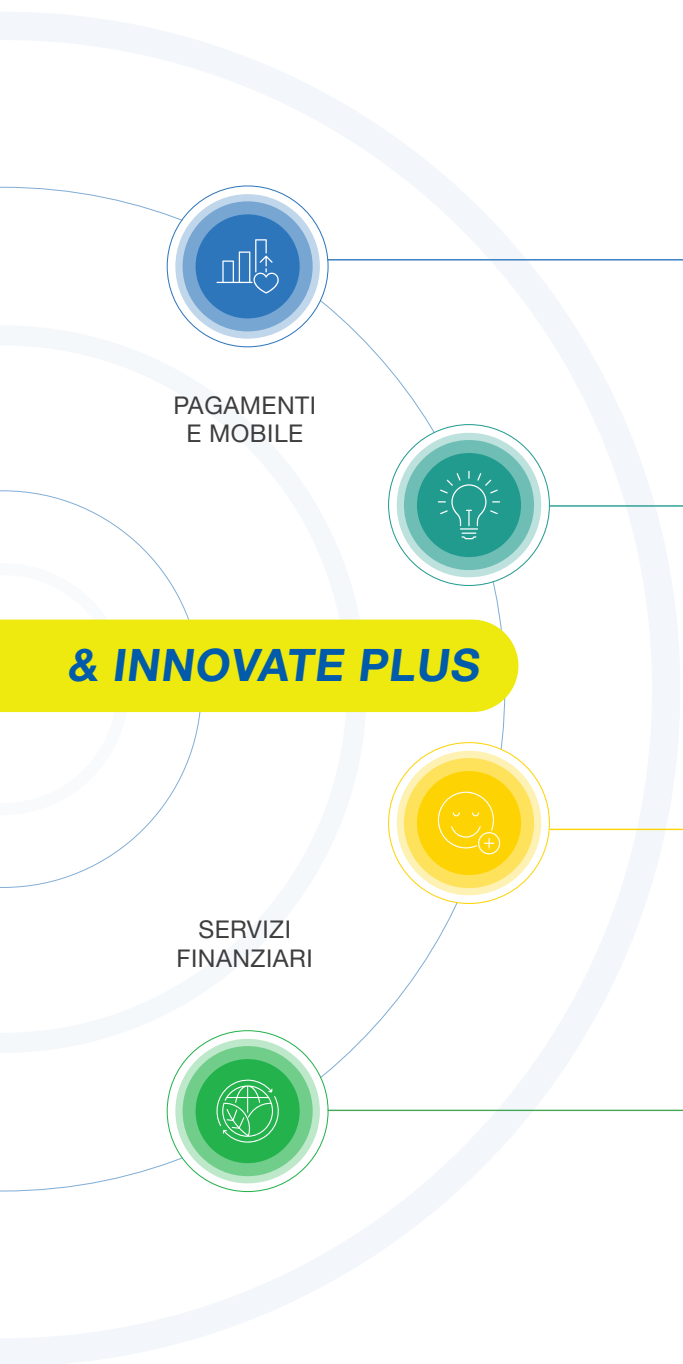 PAGAMENTI
E MOBILE
& INNOVATE PLUS
SERVIZI
FINANZIARI